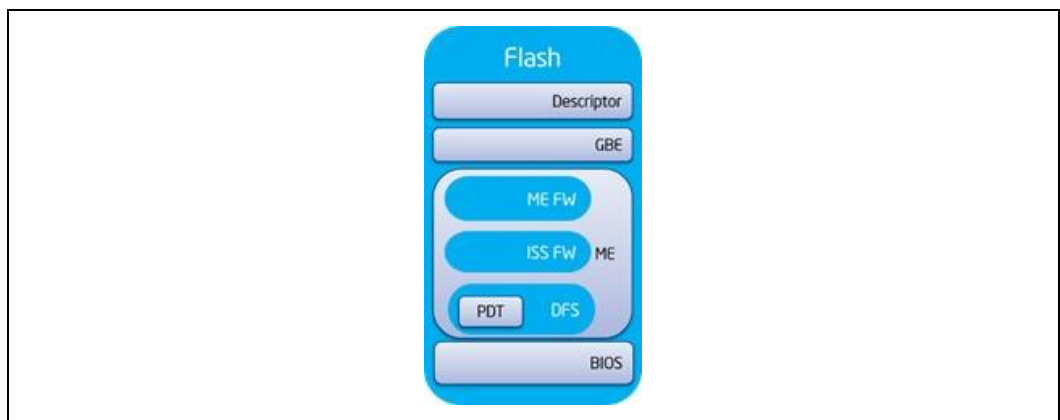 Flash
Descriptor
GBE
ME FW
ISS FW ME
PDT DFS
BIOS